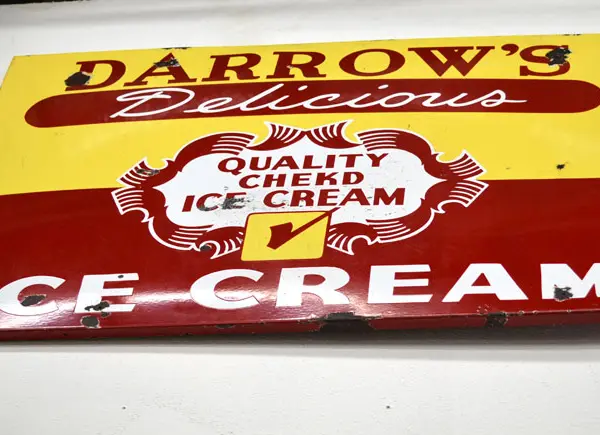 DARROW'S
Delicious
QUALITY
CHEKD
ICE CREAM
CE CREAM